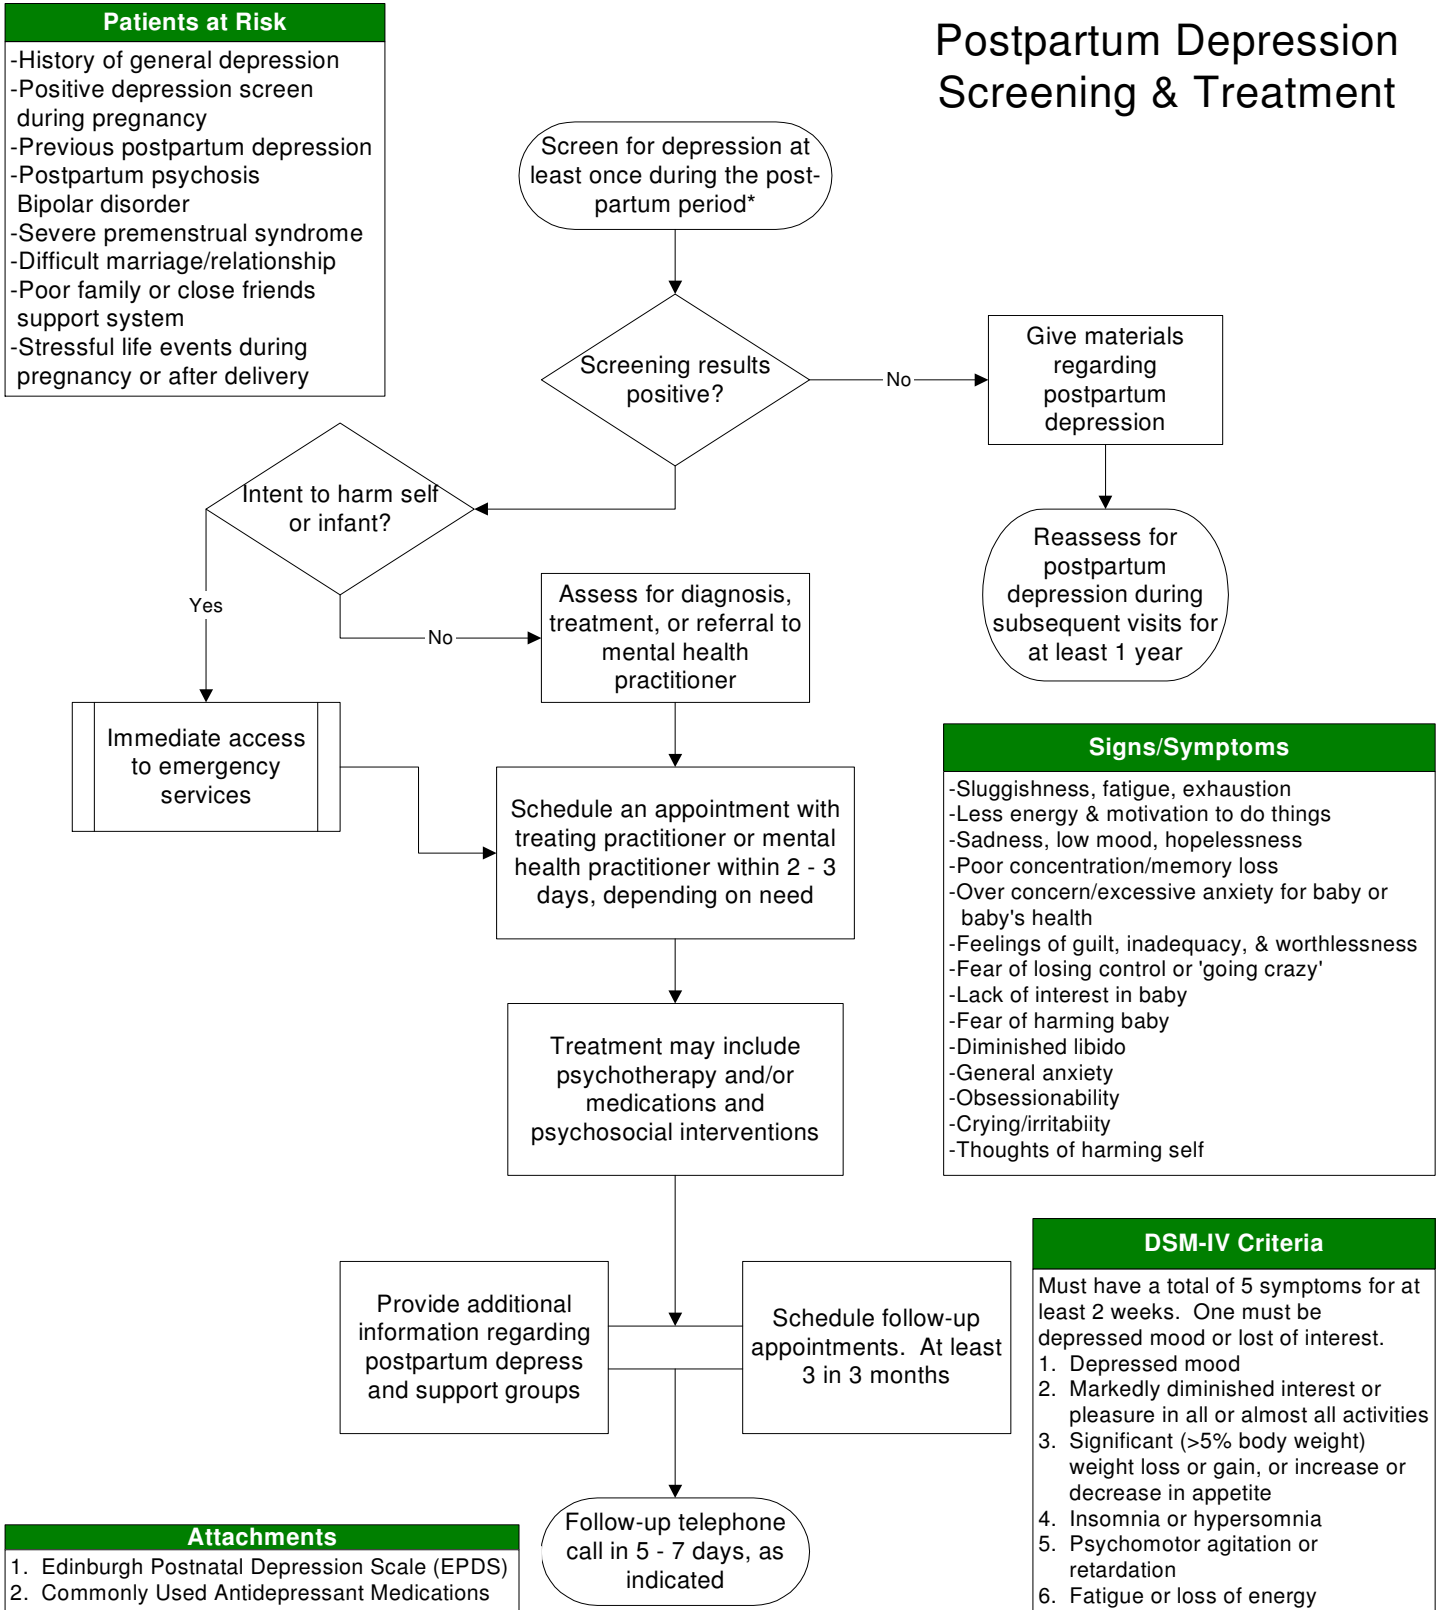 Patients at Risk
-History of general depression
-Positive depression screen
during pregnancy
-Previous postpartum depression
-Postpartum psychosis
Bipolar disorder
-Severe premenstrual syndrome
-Difficult marriage/relationship
-Poor family or close friends
support system
-Stressful life events during
pregnancy or after delivery
Postpartum Depression
Screening & Treatment
Screen for depression at
least once during the post-
partum period*
Screening results
positive?
No
Give materials
regarding
postpartum
depression
Reassess for
postpartum
depression during
subsequent visits for
at least 1 year
Intent to harm self
or infant?
Yes
No
Assess for diagnosis,
treatment, or referral to
mental health
practitioner
Immediate access
to emergency
services
Schedule an appointment with
treating practitioner or mental
health practitioner within 2 - 3
days, depending on need
Treatment may include
psychotherapy and/or
medications and
psychosocial interventions
Provide additional
information regarding
postpartum depress
and support groups
Schedule follow-up
appointments.  At least
3 in 3 months
Follow-up telephone
call in 5 - 7 days, as
indicated
Signs/Symptoms
-Sluggishness, fatigue, exhaustion
-Less energy & motivation to do things
-Sadness, low mood, hopelessness
-Poor concentration/memory loss
-Over concern/excessive anxiety for baby or
baby's health
-Feelings of guilt, inadequacy, & worthlessness
-Fear of losing control or 'going crazy'
-Lack of interest in baby
-Fear of harming baby
-Diminished libido
-General anxiety
-Obsessionability
-Crying/irritabiity
-Thoughts of harming self
DSM-IV Criteria
Must have a total of 5 symptoms for at
least 2 weeks.  One must be
depressed mood or lost of interest.
1.  Depressed mood
2.  Markedly diminished interest or
pleasure in all or almost all activities
3.  Significant (>5% body weight)
weight loss or gain, or increase or
decrease in appetite
4.  Insomnia or hypersomnia
5.  Psychomotor agitation or
retardation
6.  Fatigue or loss of energy
Attachments
1.  Edinburgh Postnatal Depression Scale (EPDS)
2.  Commonly Used Antidepressant Medications